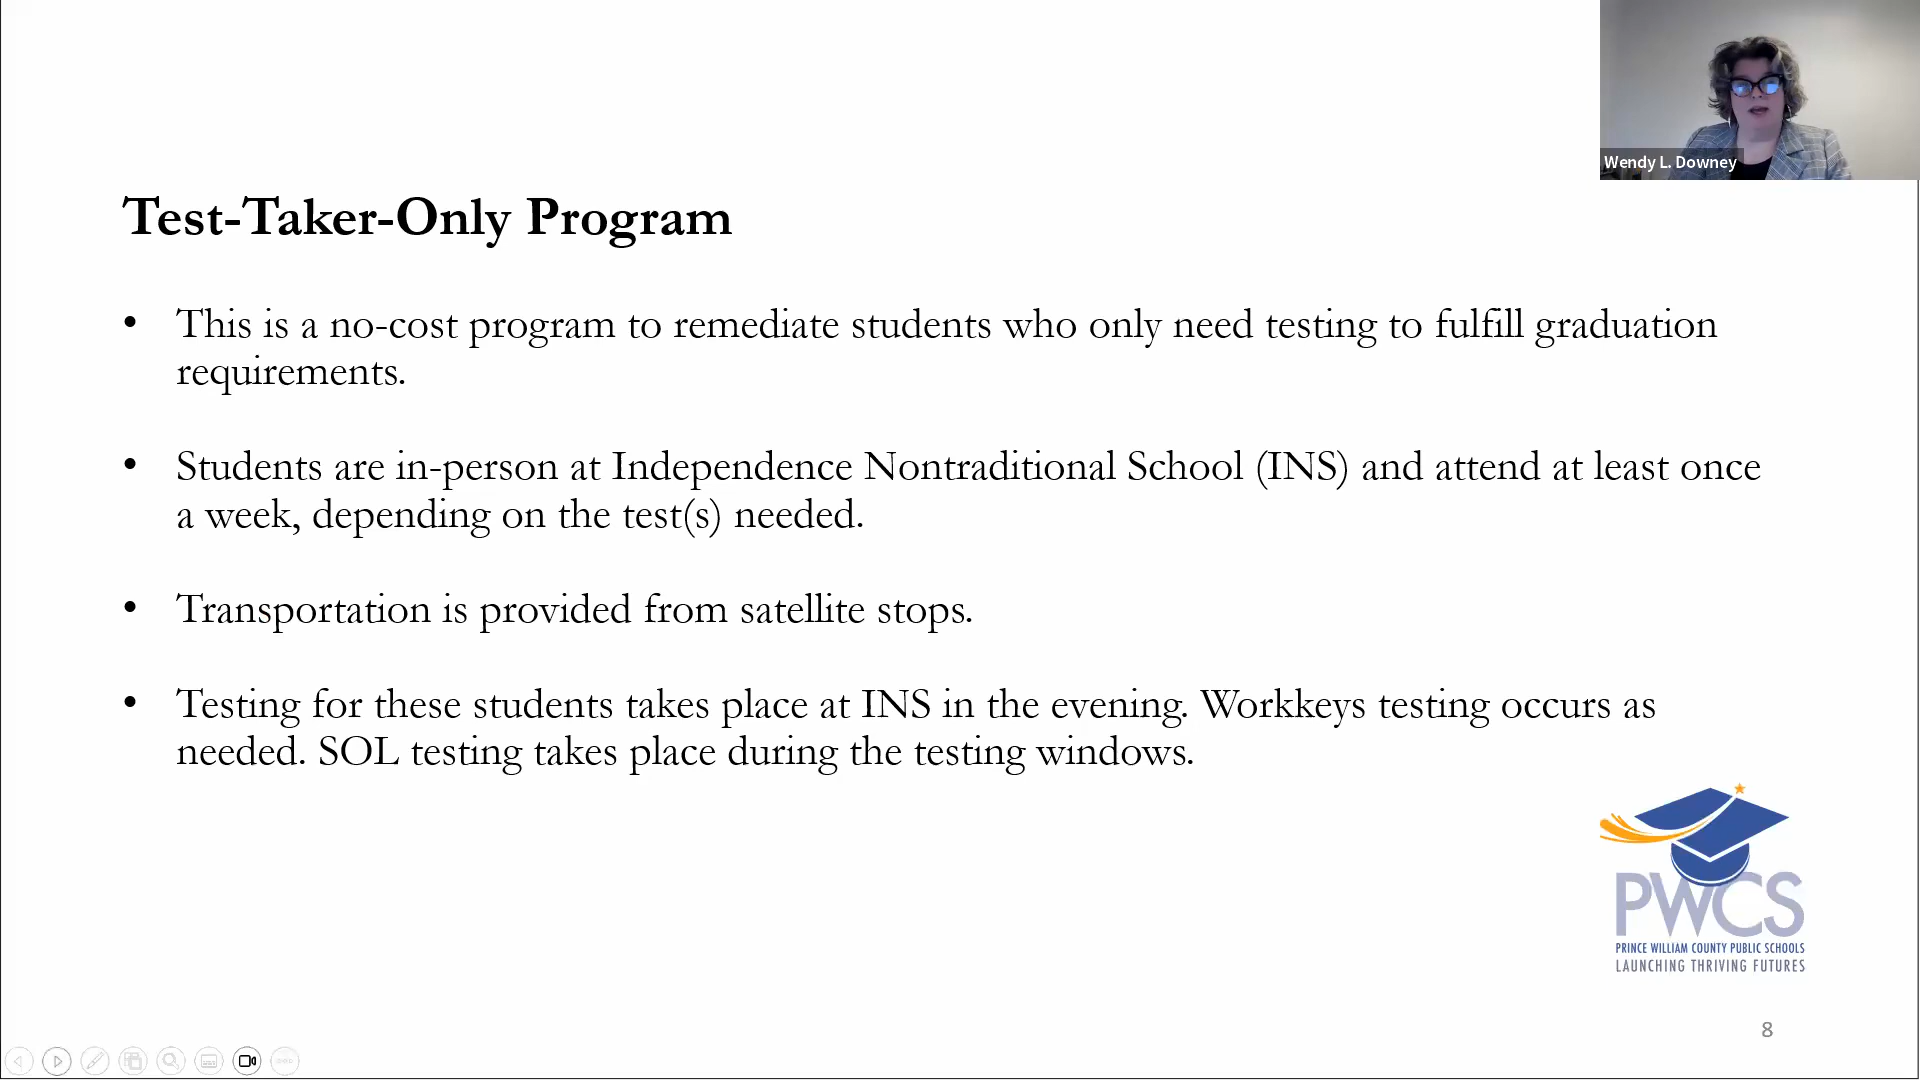 Wendy L. Downey
Test-Taker-Only Program
• This is a no-cost program to remediate students who only need testing to fulfill graduation
requirements.
• Students are in-person at Independence Nontraditional School (INS) and attend at least once
a week, depending on the test(s) needed.
• Transportation is provided from satellite stops.
• Testing for these students takes place at INS in the evening. Workkeys testing occurs as
needed. SOL testing takes place during the testing windows.
PWCS
PRINCE WILLIAM COUNTY PUBLIC SCHOOLS
LAUNCHING THRIVING FUTURES
8